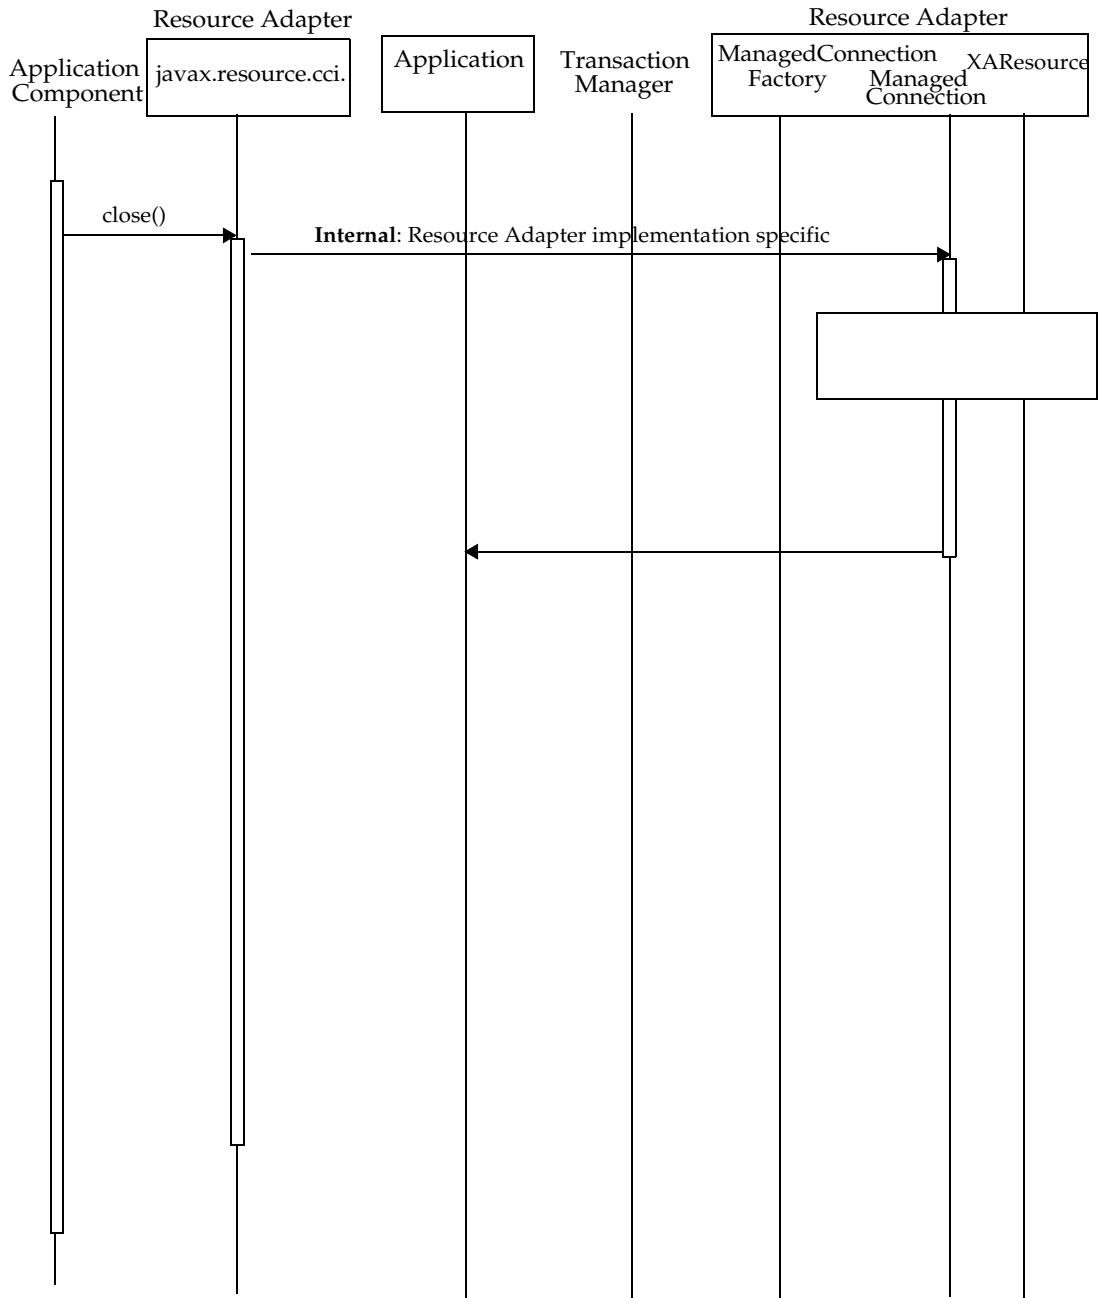 Resource Adapter
Resource Adapter
Application
Component
javax.resource.cci.
Application
Transaction
Manager
ManagedConnection
Factory
Managed
Connection
XAResource
close()
Internal: Resource Adapter implementation specific